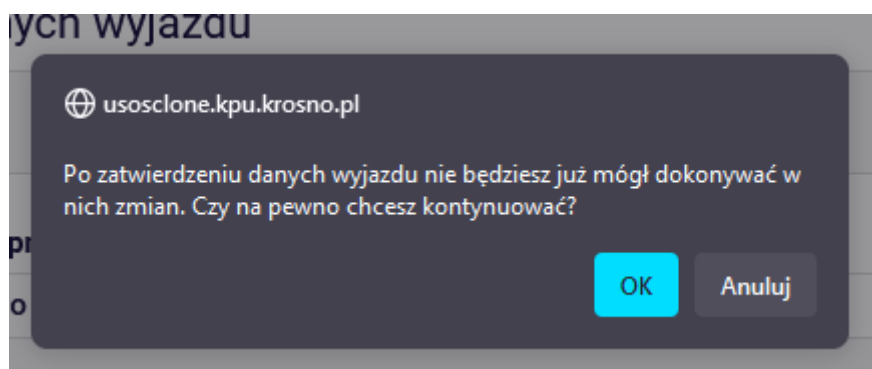 ych wyjazdu
usosclone.kpu.krosno.pl
Po zatwierdzeniu danych wyjazdu nie będziesz już mógł dokonywać w
nich zmian. Czy na pewno chcesz kontynuować?
pr
o
OK Anuluj